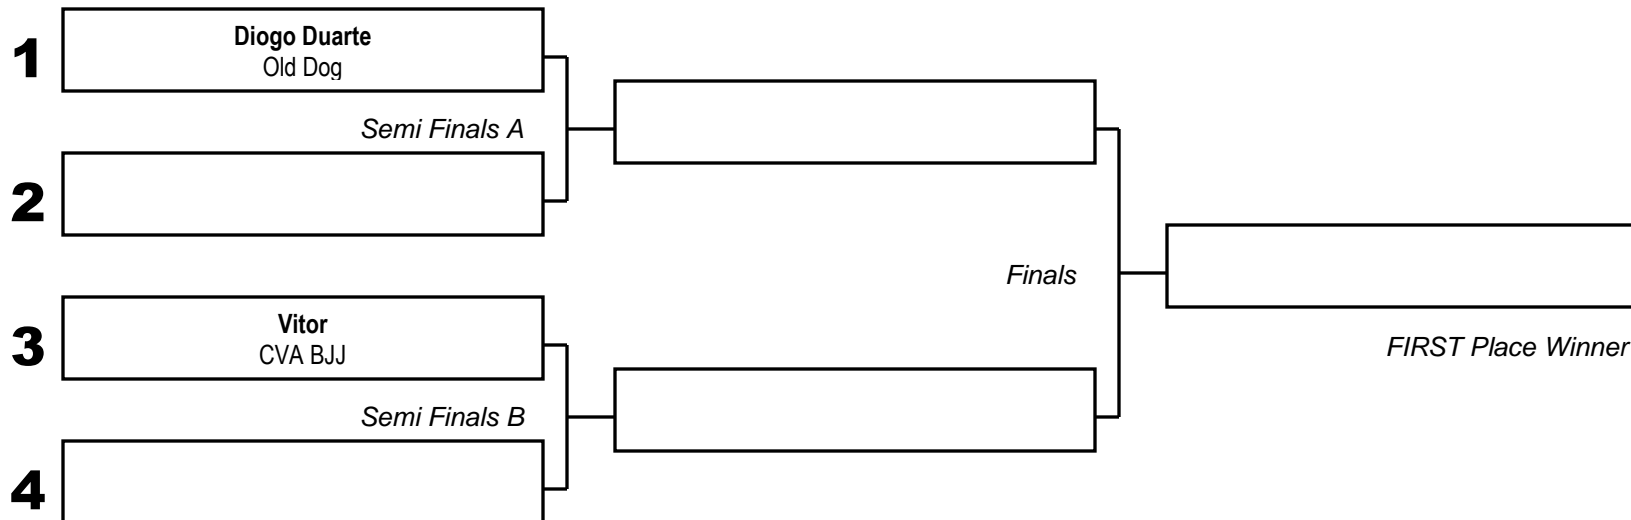 1
Diogo Duarte
Old Dog
Semi Finals A
2
Finals
3
Vitor
CVA BJJ
FIRST Place Winner
Semi Finals B
4